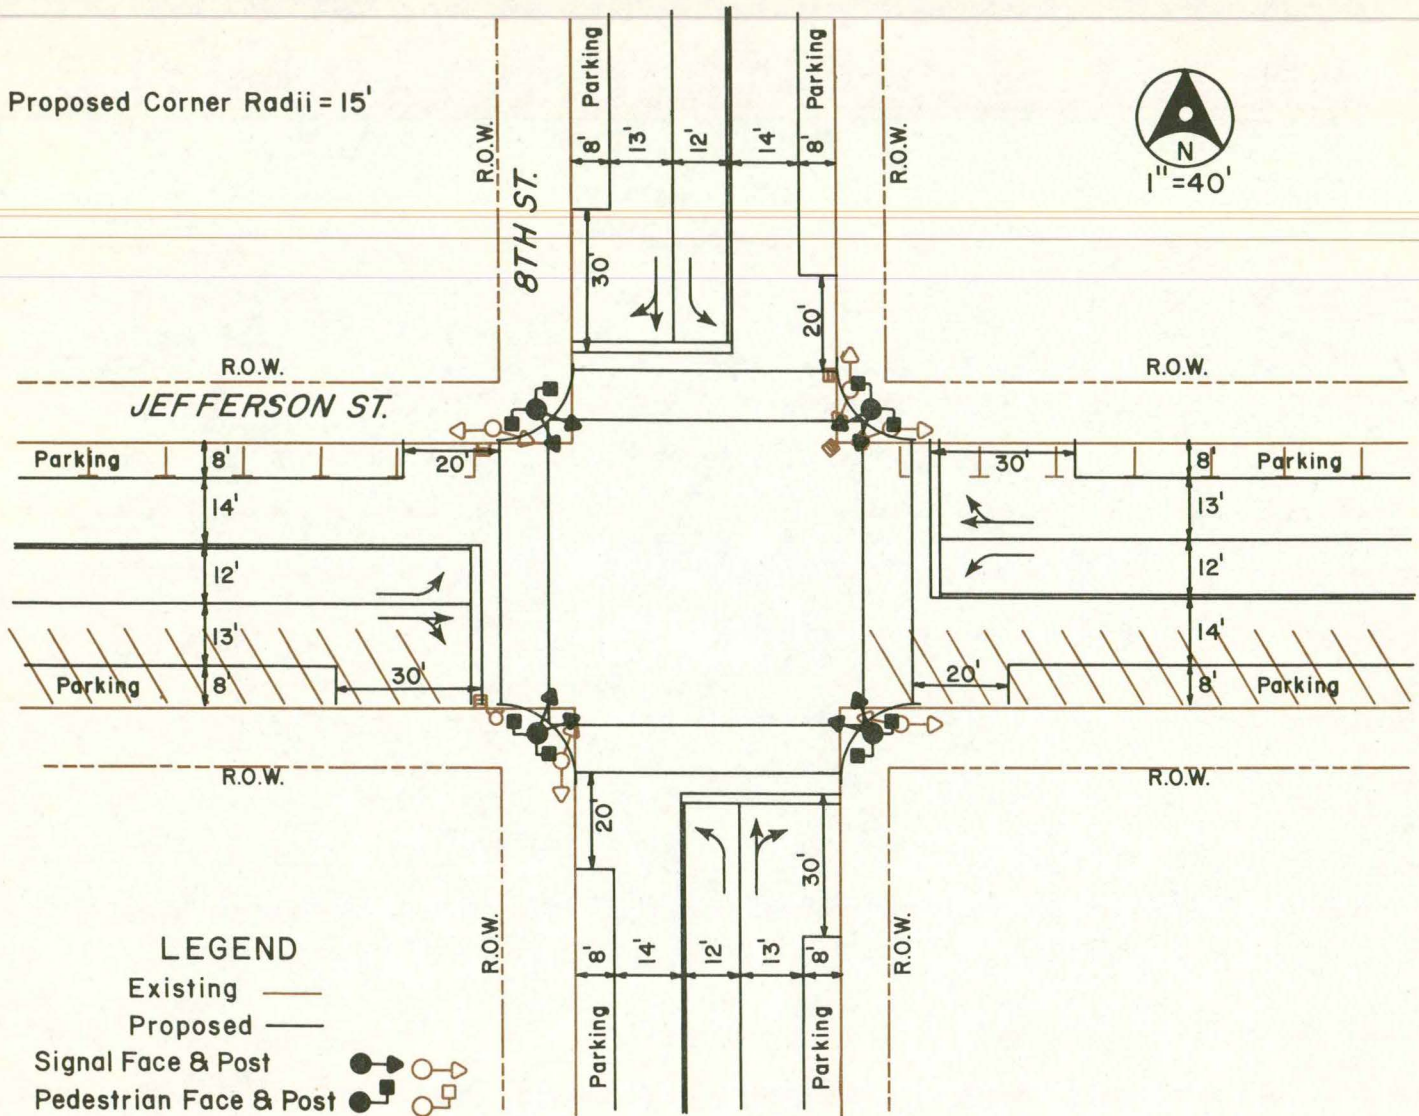 Proposed Corner Radii = 15'
R.O.W.
8TH ST.
Parking
8'
13'
12'
14'
8'
Parking
R.O.W.
N
1"=40'
30'
20'
R.O.W.
JEFFERSON ST.
R.O.W.
Parking
8'
20'
14'
12'
13'
Parking
8'
30'
30'
8'
Parking
13'
12'
14'
20'
8'
Parking
R.O.W.
R.O.W.
20'
30'
R.O.W.
8'
14'
12'
13'
8'
R.O.W.
Parking
Parking
LEGEND
Existing
Proposed
Signal Face & Post
Pedestrian Face & Post